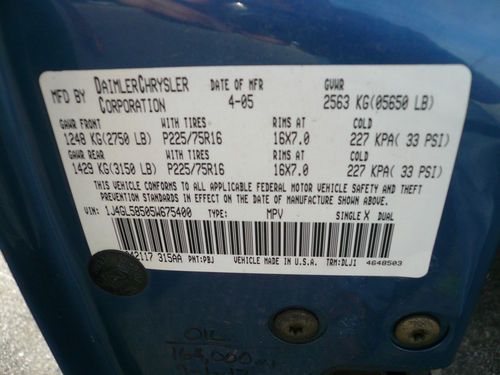 MFD BY DAIMLERCHRYSLER CORPORATION DATE OF MFR 4-05 GVWR 2563 KG(05650 LB)
GAWR FRONT WITH TIRES RIMS AT COLD
1248 KG(2750 LB) P225/75R16 16X7.0 227 KPA( 33 PSI)
GAWR REAR WITH TIRES RIMS AT COLD
1429 KG(3150 LB) P225/75R16 16X7.0 227 KPA( 33 PSI)
THIS VEHICLE CONFORMS TO ALL APPLICABLE FEDERAL MOTOR VEHICLE SAFETY AND THEFT
PREVENTION STANDARDS IN EFFECT ON THE DATE OF MANUFACTURE SHOWN ABOVE.
VIN: 1J4GL58505W675400 TYPE: MPV SINGLE X DUAL
42117 315AA PNT:PBJ VEHICLE MADE IN U.S.A. TRM:DLJ1 4648503
OIL